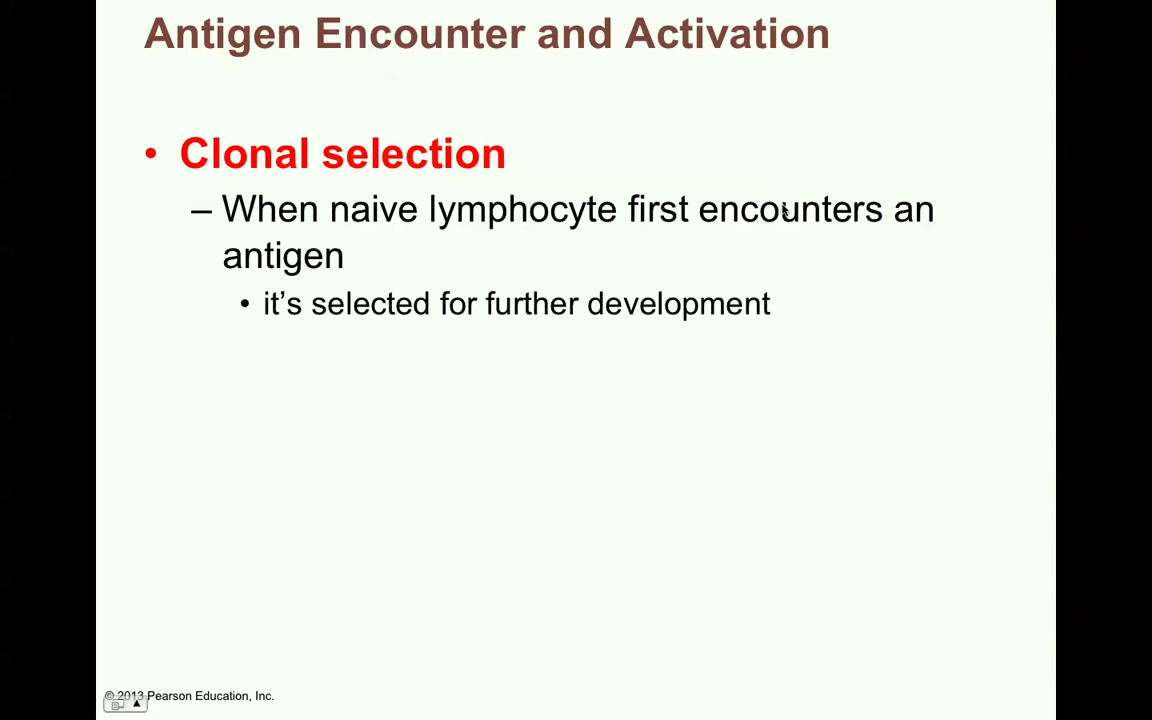 Antigen Encounter and Activation
• Clonal selection
– When naive lymphocyte first encounters an
antigen
• it’s selected for further development
© 2013 Pearson Education, Inc.